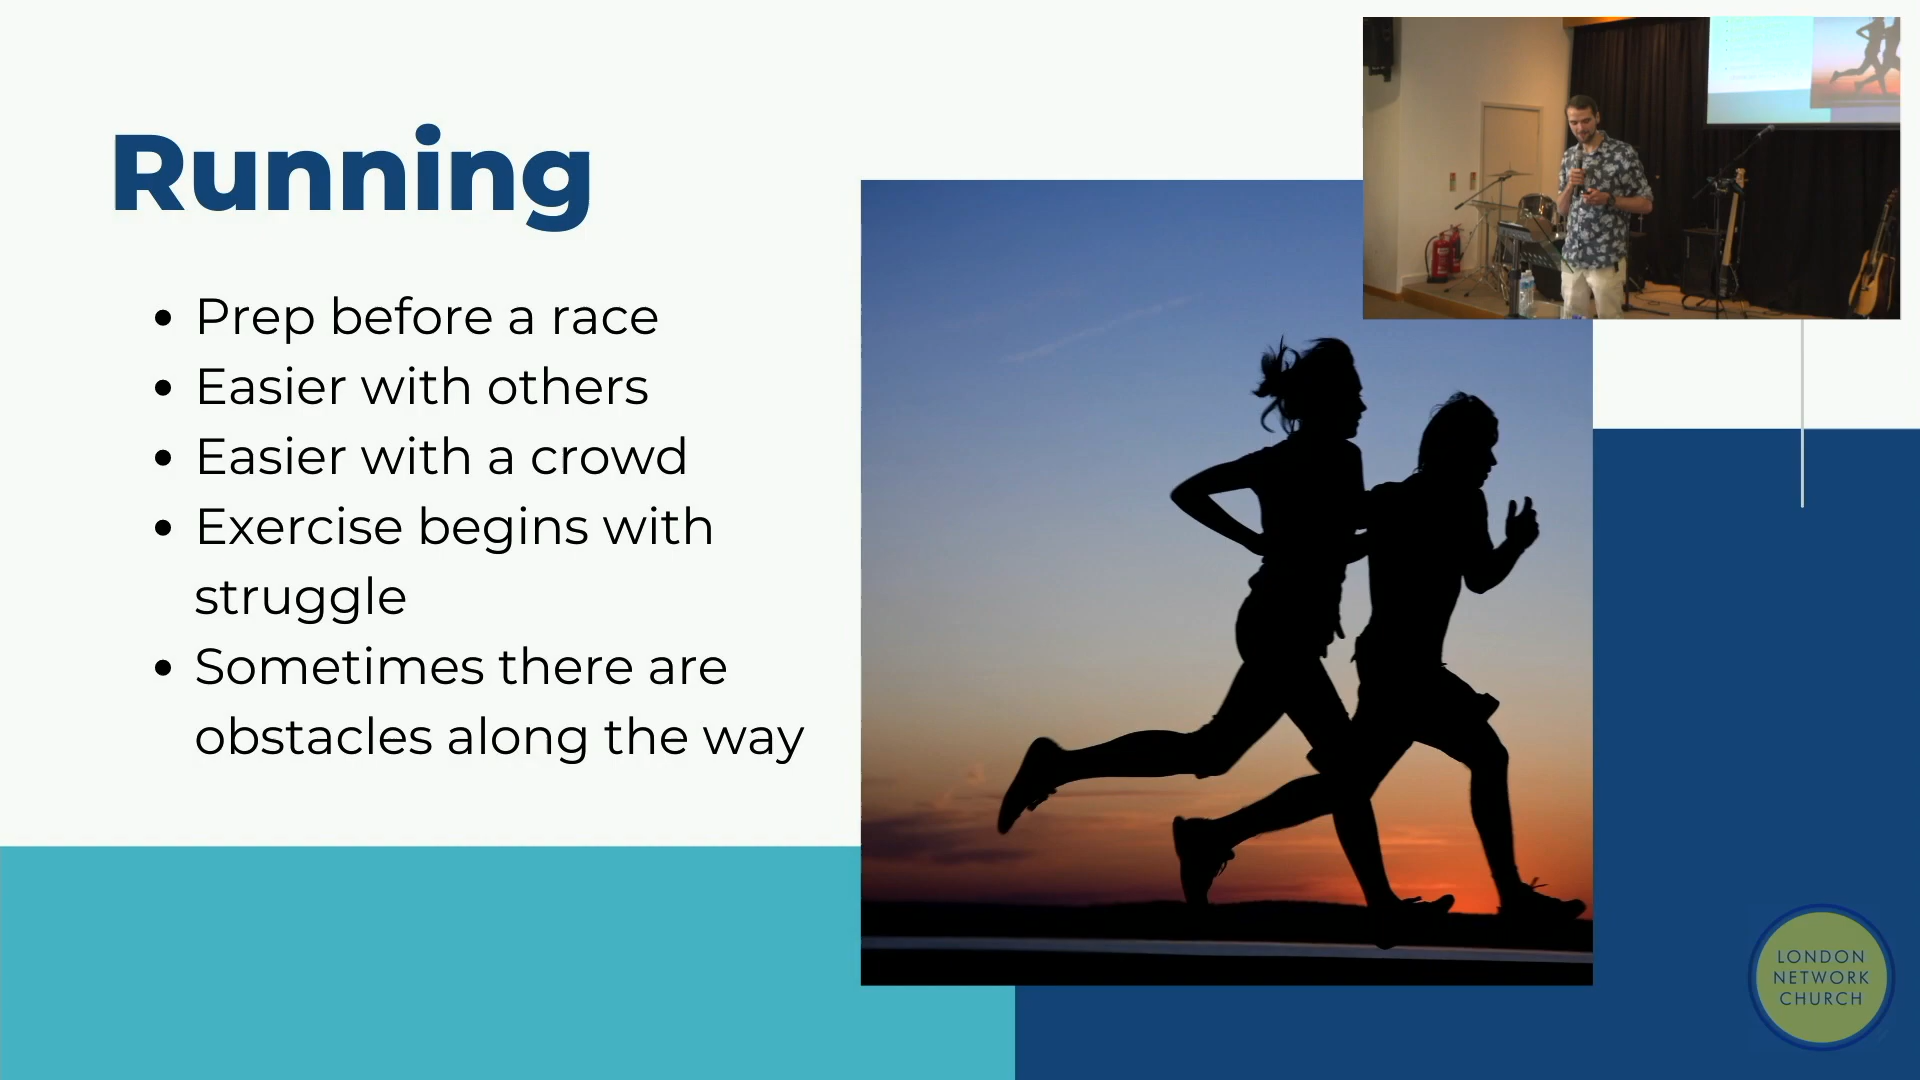 Running
• Prep before a race
• Easier with others
• Easier with a crowd
• Exercise begins with
struggle
• Sometimes there are
obstacles along the way
LONDON
NETWORK
CHURCH